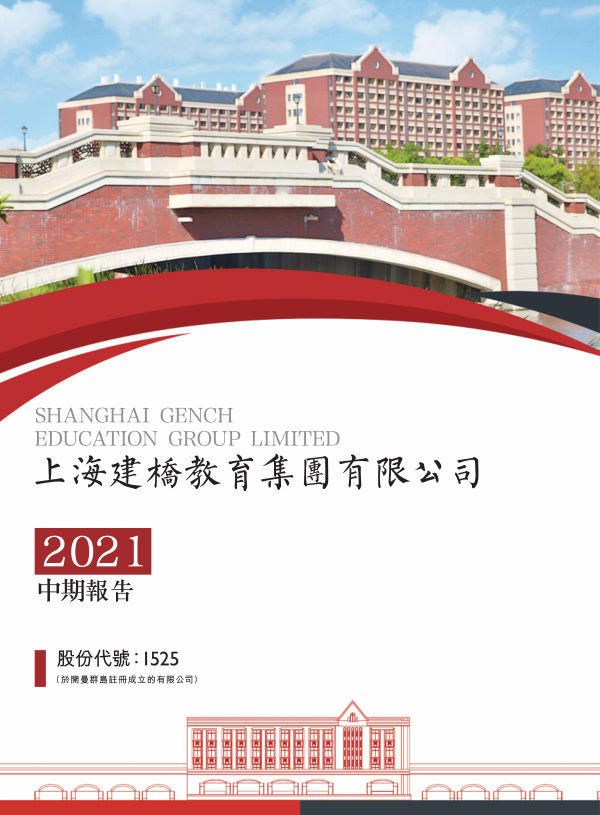 SHANGHAI GENCH
EDUCATION GROUP LIMITED
上海建橋教育集團有限公司
2021
中期報告
股份代號：1525
（於開曼群島註冊成立的有限公司）